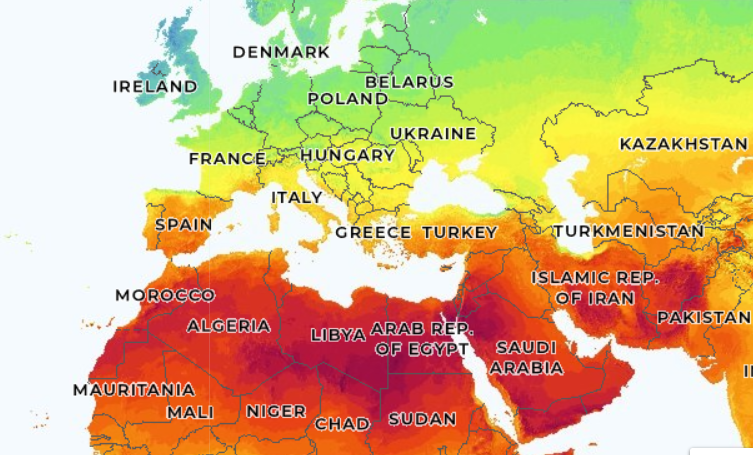 DENMARK
IRELAND
BELARUS
POLAND
UKRAINE
KAZAKHSTAN
FRANCE
HUNGARY
ITALY
SPAIN
GREECE
TURKEY
TURKMENISTAN
ISLAMIC REP.
OF IRAN
MOROCCO
PAKISTAN
ALGERIA
LIBYA
ARAB REP.
OF EGYPT
SAUDI
ARABIA
MAURITANIA
MALI
NIGER
CHAD
SUDAN